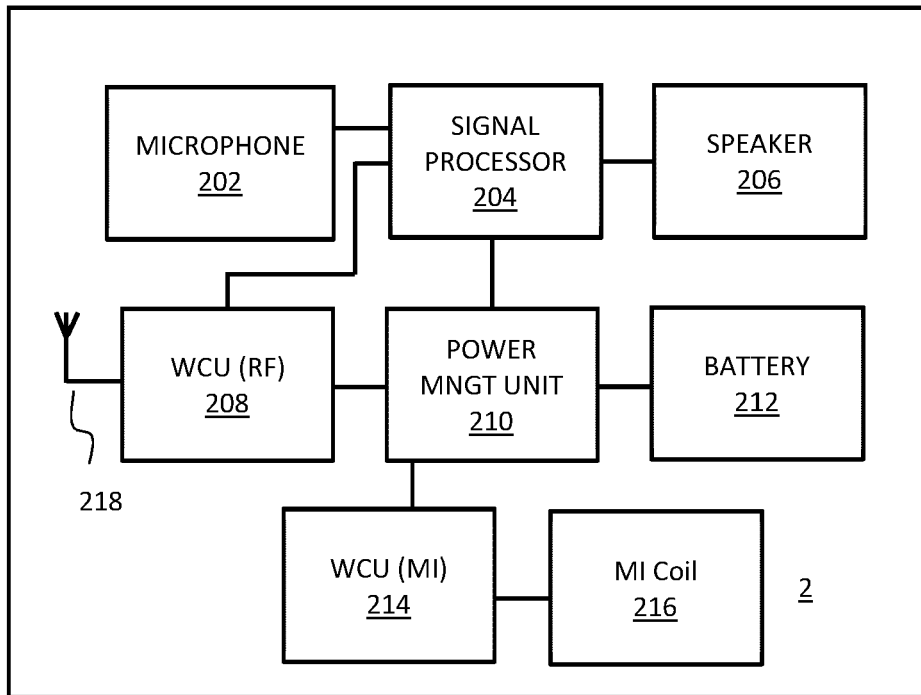 MICROPHONE
202
SIGNAL
PROCESSOR
204
SPEAKER
206
WCU (RF)
208
POWER
MNGT UNIT
210
BATTERY
212
218
WCU (MI)
214
MI Coil
216
2